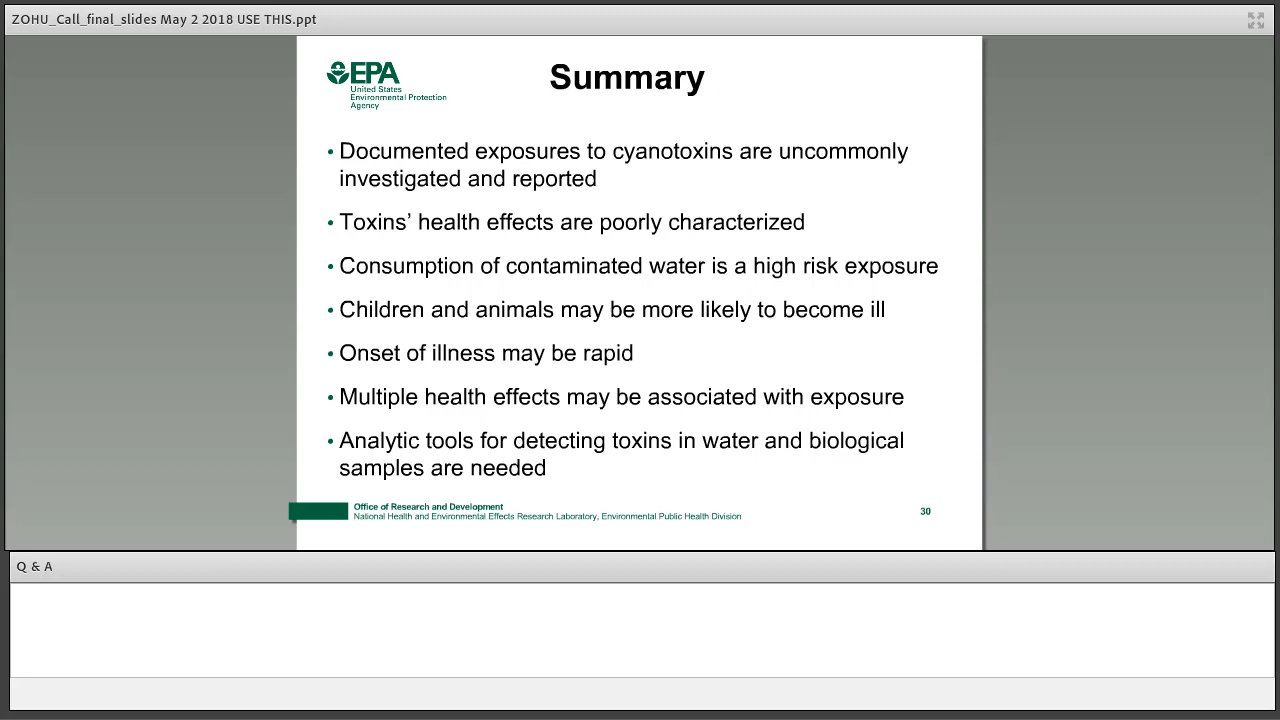 ZOHU_Call_final_slides May 2 2018 USE THIS.ppt
EPA
United States
Environmental Protection
Agency
Summary
• Documented exposures to cyanotoxins are uncommonly
investigated and reported
• Toxins’ health effects are poorly characterized
• Consumption of contaminated water is a high risk exposure
• Children and animals may be more likely to become ill
• Onset of illness may be rapid
• Multiple health effects may be associated with exposure
• Analytic tools for detecting toxins in water and biological
samples are needed
Office of Research and Development
National Health and Environmental Effects Research Laboratory, Environmental Public Health Division
30
Q & A